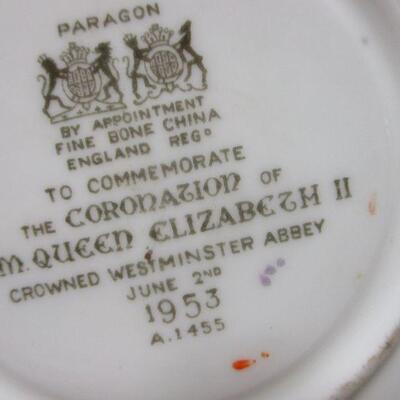 PARAGON
BY APPOINTMENT
FINE BONE CHINA
ENGLAND REGD
TO COMMEMORATE
THE CORONATION OF
M. QUEEN ELIZABETH II
CROWNED WESTMINSTER ABBEY
JUNE 2ND
1953
A.1455